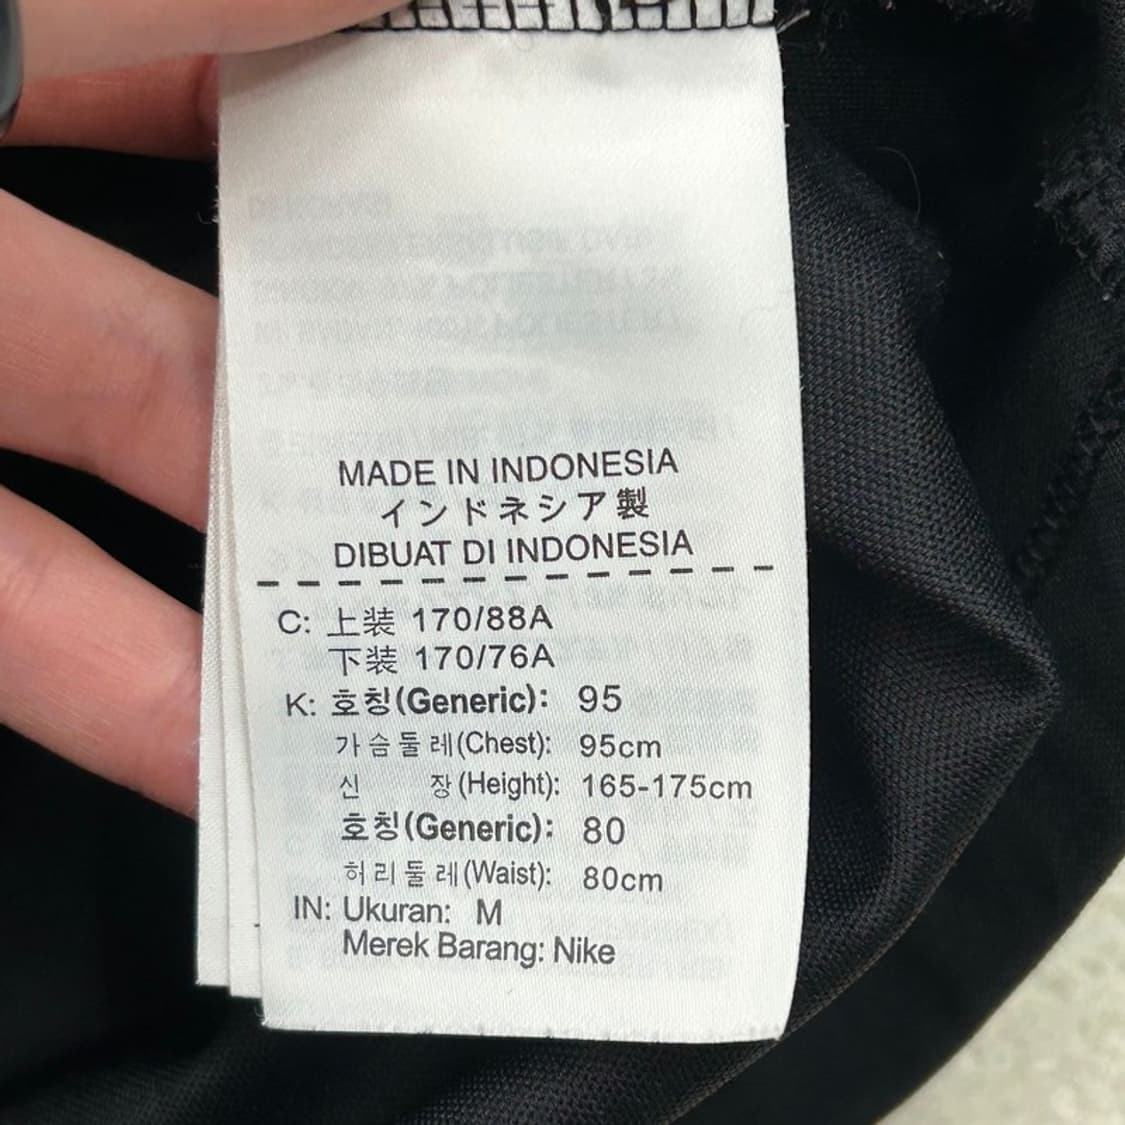 MADE IN INDONESIA
インドネシア製
DIBUAT DI INDONESIA
C: 上装 170/88A
下装 170/76A
K: 호칭(Generic): 95
가슴둘레(Chest): 95cm
신 장(Height): 165-175cm
호칭(Generic): 80
허리둘레(Waist): 80cm
IN: Ukuran: M
Merek Barang: Nike